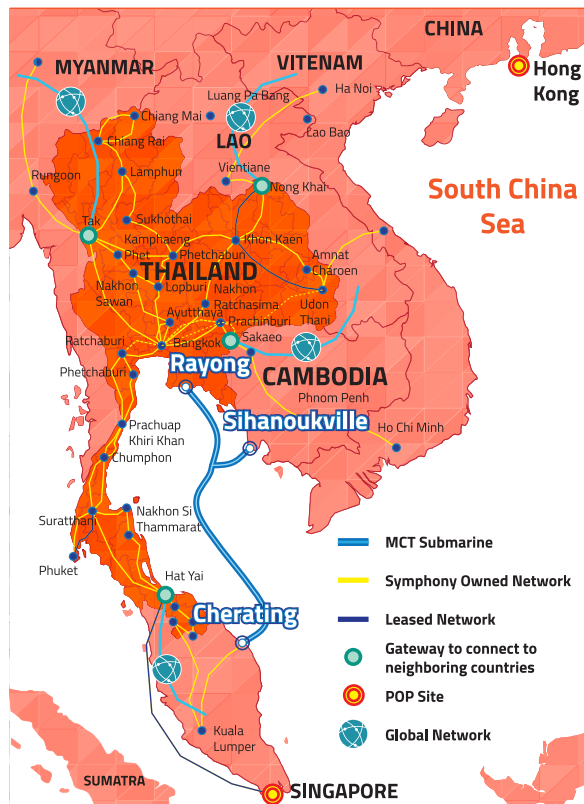 CHINA
MYANMAR
VITENAM
Hong
Kong
Luang Pa Bang
Ha Noi
Chiang Mai
Lao Bao
Chiang Rai
LAO
Vientiane
Lamphun
Rungoon
Nong Khai
South China
Sea
Sukhothai
Tak
Kamphaeng
Phet
Phetchabun
Khon Kaen
Amnat
Charoen
THAILAND
Nakhon
Sawan
Lopburi
Nakhon
Ratchasima
Udon
Thani
Ayutthaya
Prachinburi
Ratchaburi
Bangkok
Sakaeo
Rayong
Phetchaburi
CAMBODIA
Phnom Penh
Sihanoukville
Prachuap
Khiri Khan
Ho Chi Minh
Chumphon
Suratthani
Nakhon Si
Thammarat
MCT Submarine
Phuket
Hat Yai
Symphony Owned Network
Cherating
Leased Network
Gateway to connect to
neighboring countries
POP Site
Kuala
Lumper
Global Network
SUMATRA
SINGAPORE